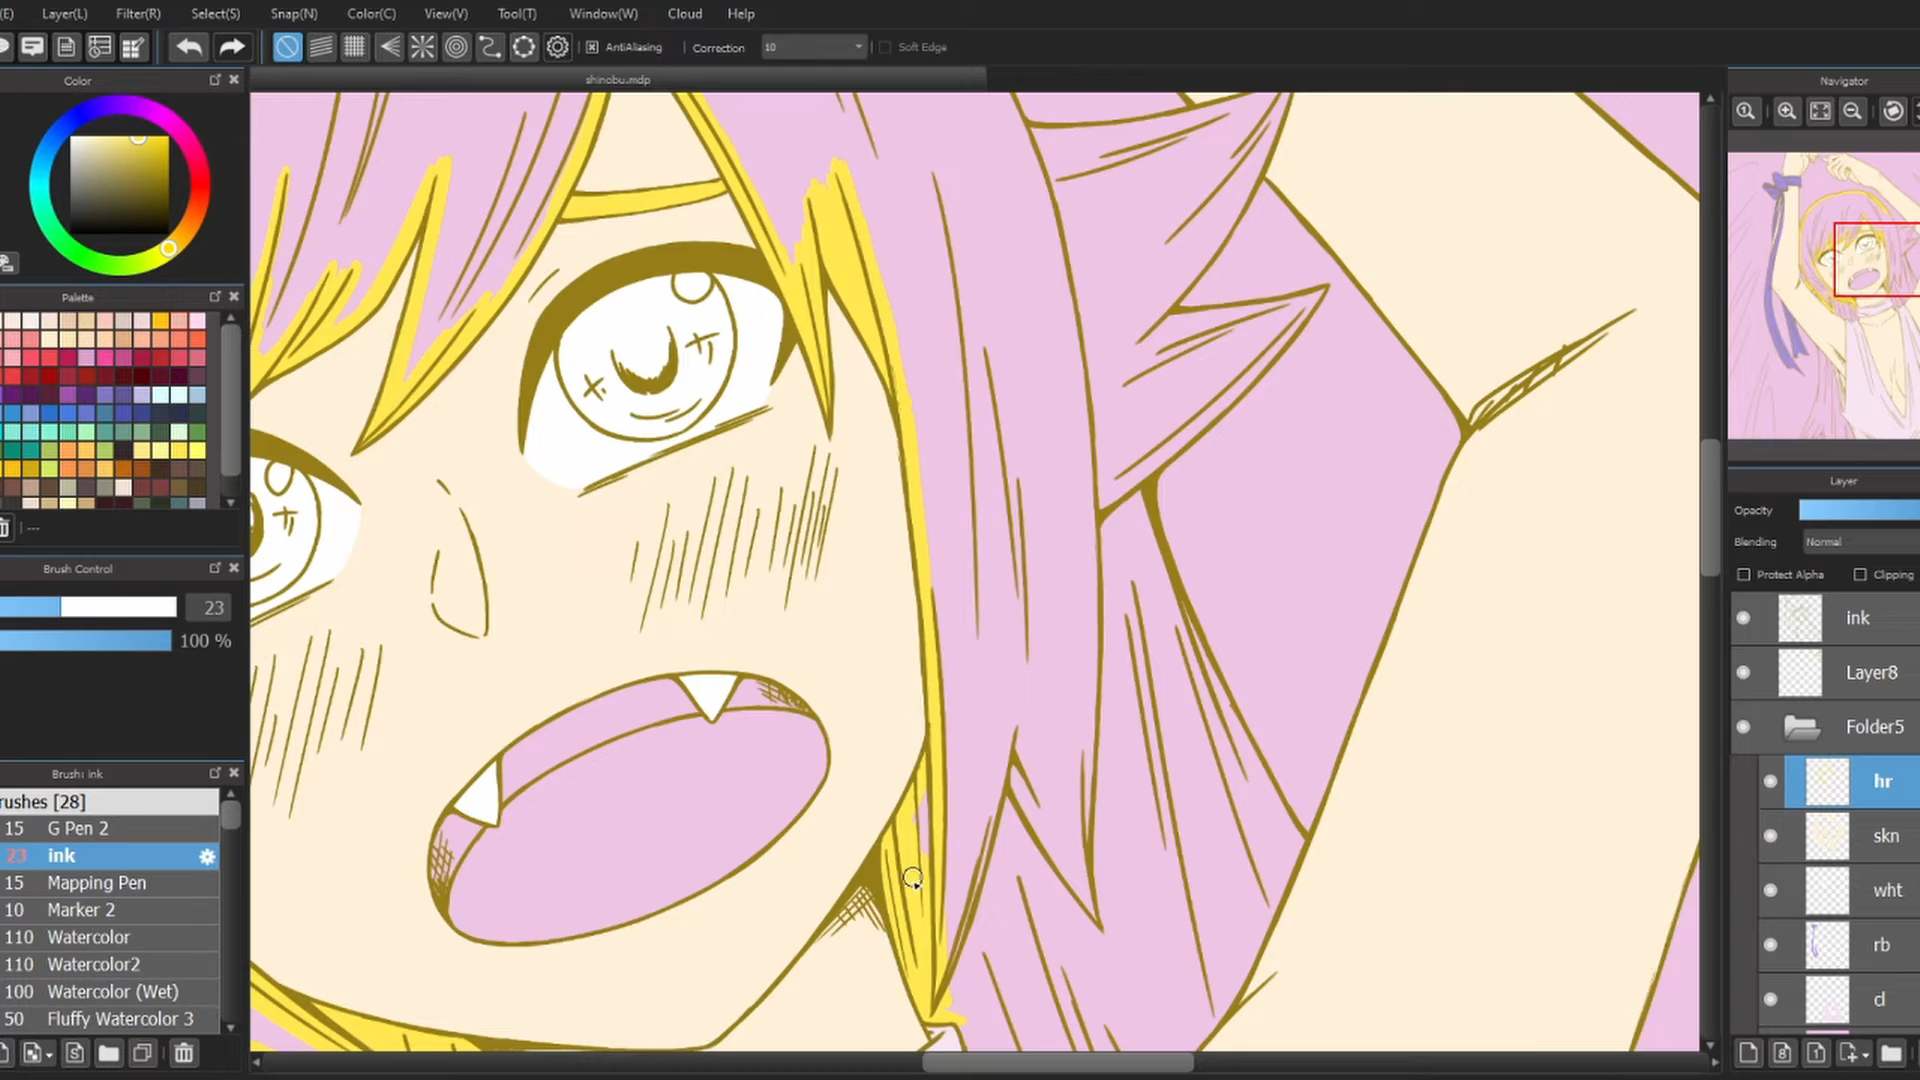 (E) Layer(L) Filter(R) Select(S) Snap(N) Color(C) View(V) Tool(T) Window(W) Cloud Help
AntiAliasing Correction 10 Soft Edge
Color
shinobu.mdp
Navigator
Palette
---
Brush Control
23
100 %
Brush: ink
rushes [28]
15 G Pen 2
23 ink
15 Mapping Pen
10 Marker 2
110 Watercolor
110 Watercolor2
100 Watercolor (Wet)
50 Fluffy Watercolor 3
Layer
Opacity
Blending Normal
Protect Alpha Clipping
ink
Layer8
Folder5
hr
skn
wht
rb
cl